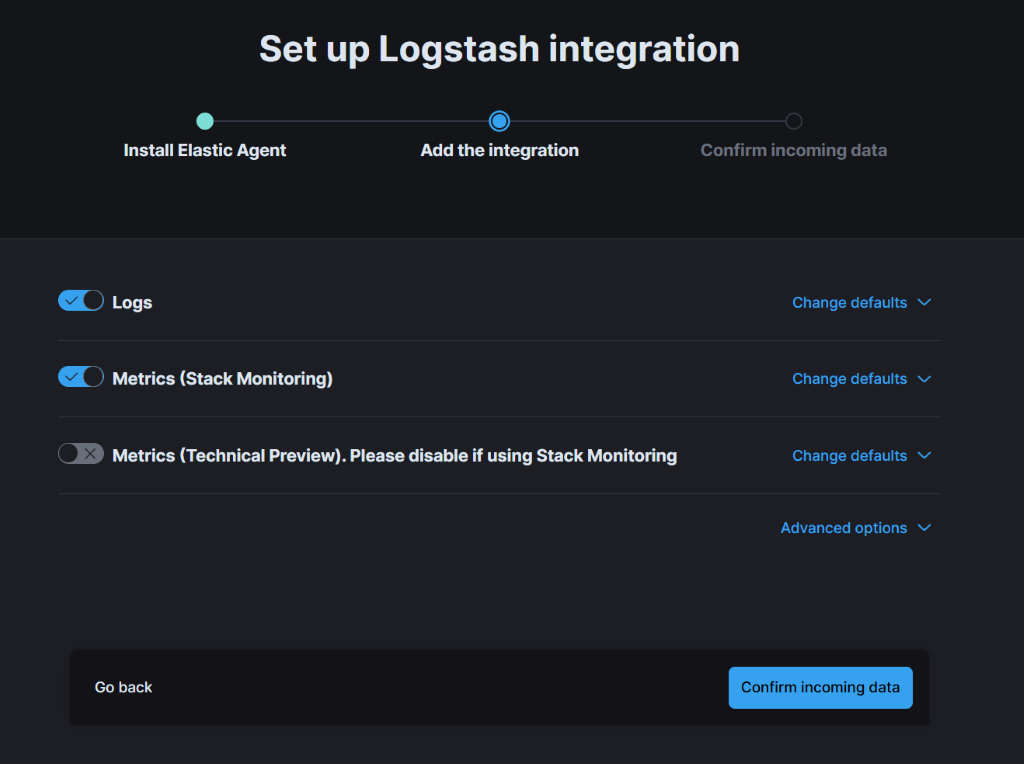 Set up Logstash integration
Install Elastic Agent
Add the integration
Confirm incoming data
Logs
Change defaults
Metrics (Stack Monitoring)
Change defaults
Metrics (Technical Preview). Please disable if using Stack Monitoring
Change defaults
Advanced options
Go back
Confirm incoming data